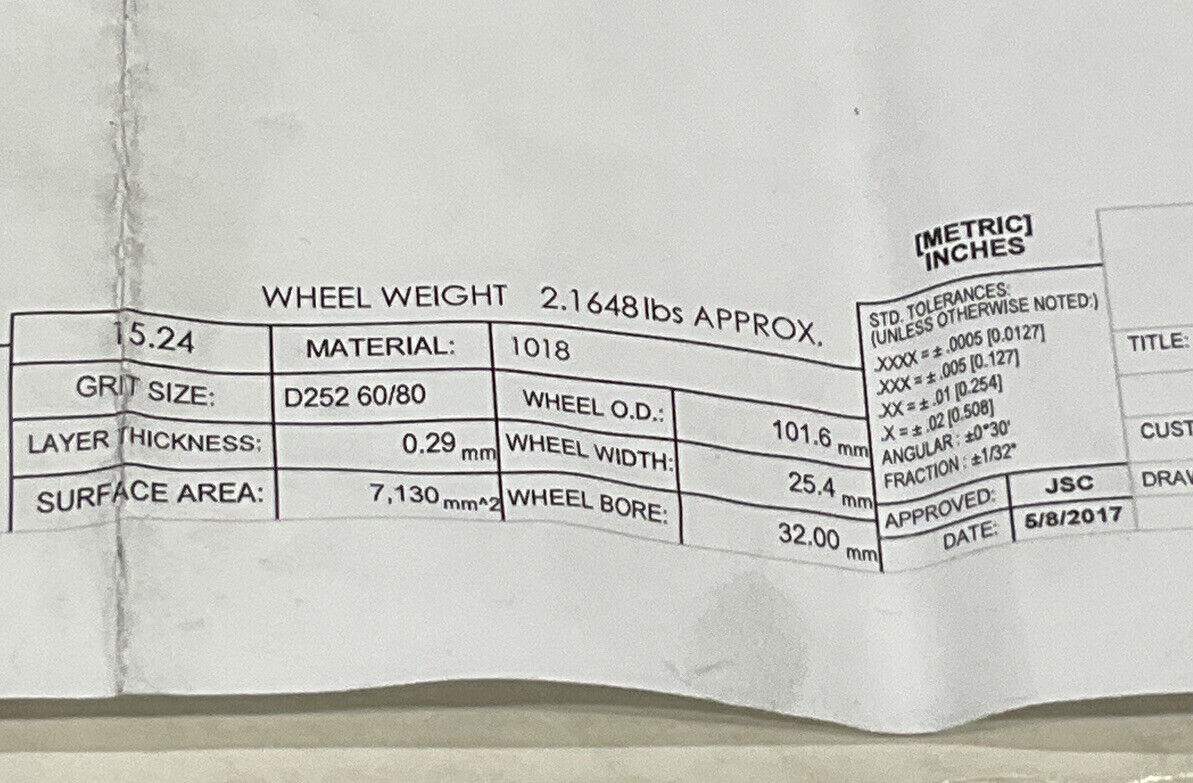 WHEEL WEIGHT 2.1648 lbs APPROX.
15.24 MATERIAL: 1018
GRIT SIZE: D252 60/80 WHEEL O.D.: 101.6 mm
LAYER THICKNESS: 0.29 mm WHEEL WIDTH: 25.4 mm
SURFACE AREA: 7,130 mm^2 WHEEL BORE: 32.00 mm
[METRIC]
INCHES
STD. TOLERANCES:
(UNLESS OTHERWISE NOTED:)
.XXXX = ± .0005 [0.0127]
.XXX = ± .005 [0.127]
.XX = ± .01 [0.254]
.X = ± .02 [0.508]
ANGULAR : ±0°30'
FRACTION : ±1/32"
APPROVED: JSC
DATE: 5/8/2017
TITLE:
CUST
DRAW